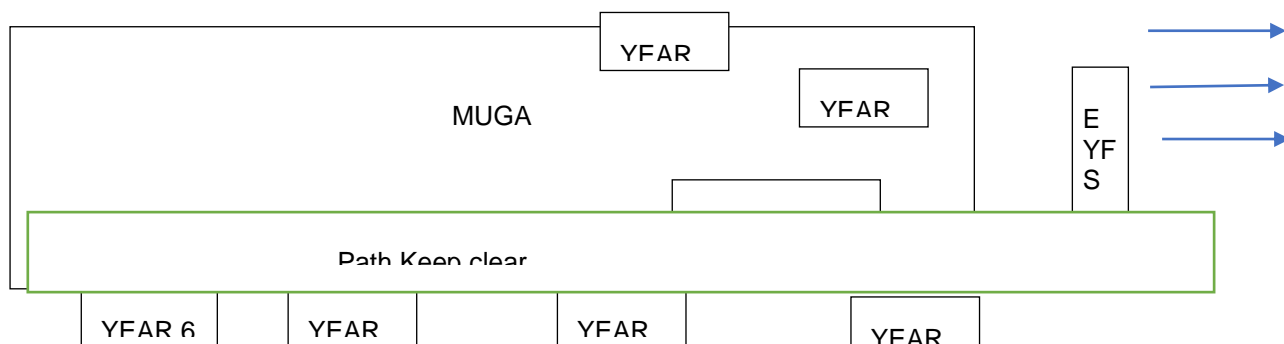 YEAR
YEAR
MUGA
E
YF
S
Path Keep clear
YEAR 6
YEAR
YEAR
YEAR